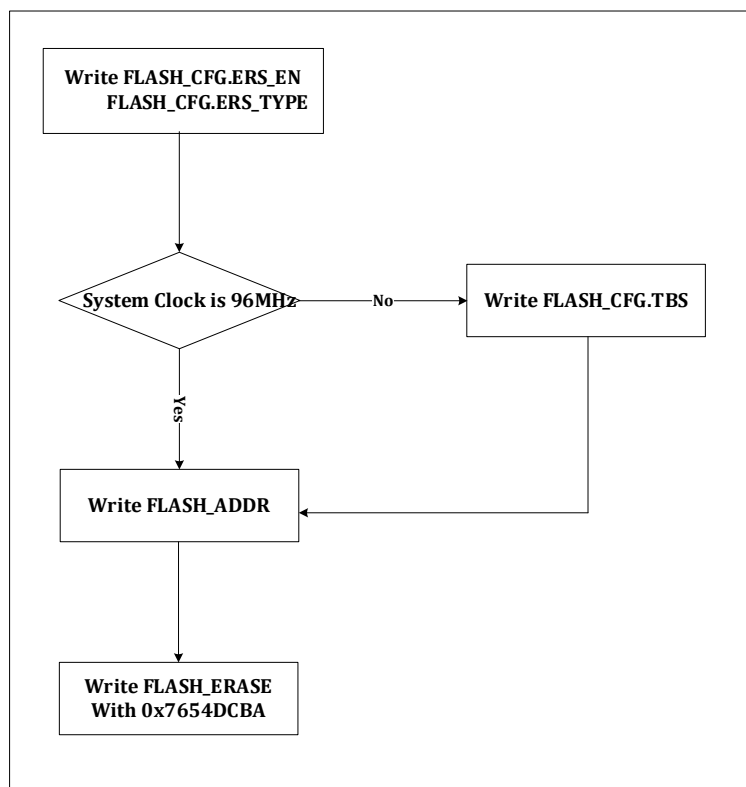 Write FLASH_CFG.ERS_EN
FLASH_CFG.ERS_TYPE
System Clock is 96MHz
No
Write FLASH_CFG.TBS
Yes
Write FLASH_ADDR
Write FLASH_ERASE
With 0x7654DCBA